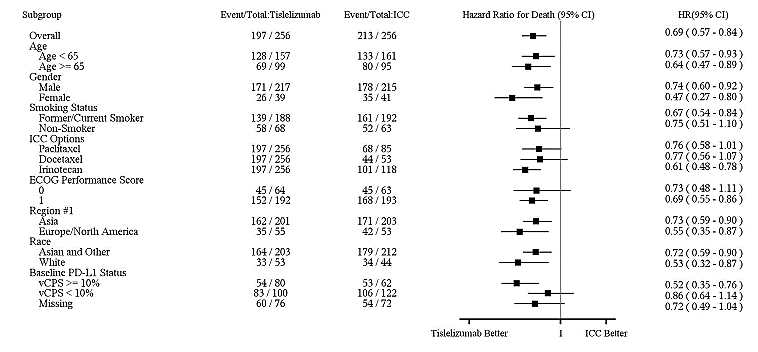 Subgroup Event/Total:Tislelizumab Event/Total:ICC Hazard Ratio for Death (95% CI) HR(95% CI)
Overall 197 / 256 213 / 256 0.69 ( 0.57 - 0.84 )
Age
Age < 65 128 / 157 133 / 161 0.73 ( 0.57 - 0.93 )
Age >= 65 69 / 99 80 / 95 0.64 ( 0.47 - 0.89 )
Gender
Male 171 / 217 178 / 215 0.74 ( 0.60 - 0.92 )
Female 26 / 39 35 / 41 0.47 ( 0.27 - 0.80 )
Smoking Status
Former/Current Smoker 139 / 188 161 / 192 0.67 ( 0.54 - 0.84 )
Non-Smoker 58 / 68 52 / 63 0.75 ( 0.51 - 1.10 )
ICC Options
Paclitaxel 197 / 256 68 / 85 0.76 ( 0.58 - 1.01 )
Docetaxel 197 / 256 44 / 53 0.77 ( 0.56 - 1.07 )
Irinotecan 197 / 256 101 / 118 0.61 ( 0.48 - 0.78 )
ECOG Performance Score
0 45 / 64 45 / 63 0.73 ( 0.48 - 1.11 )
1 152 / 192 168 / 193 0.69 ( 0.55 - 0.86 )
Region #1
Asia 162 / 201 171 / 203 0.73 ( 0.59 - 0.90 )
Europe/North America 35 / 55 42 / 53 0.55 ( 0.35 - 0.87 )
Race
Asian and Other 164 / 203 179 / 212 0.72 ( 0.59 - 0.90 )
White 33 / 53 34 / 44 0.53 ( 0.32 - 0.87 )
Baseline PD-L1 Status
vCPS >= 10% 54 / 80 53 / 62 0.52 ( 0.35 - 0.76 )
vCPS < 10% 83 / 100 106 / 122 0.86 ( 0.64 - 1.14 )
Missing 60 / 76 54 / 72 0.72 ( 0.49 - 1.04 )
Tislelizumab Better 1 ICC Better